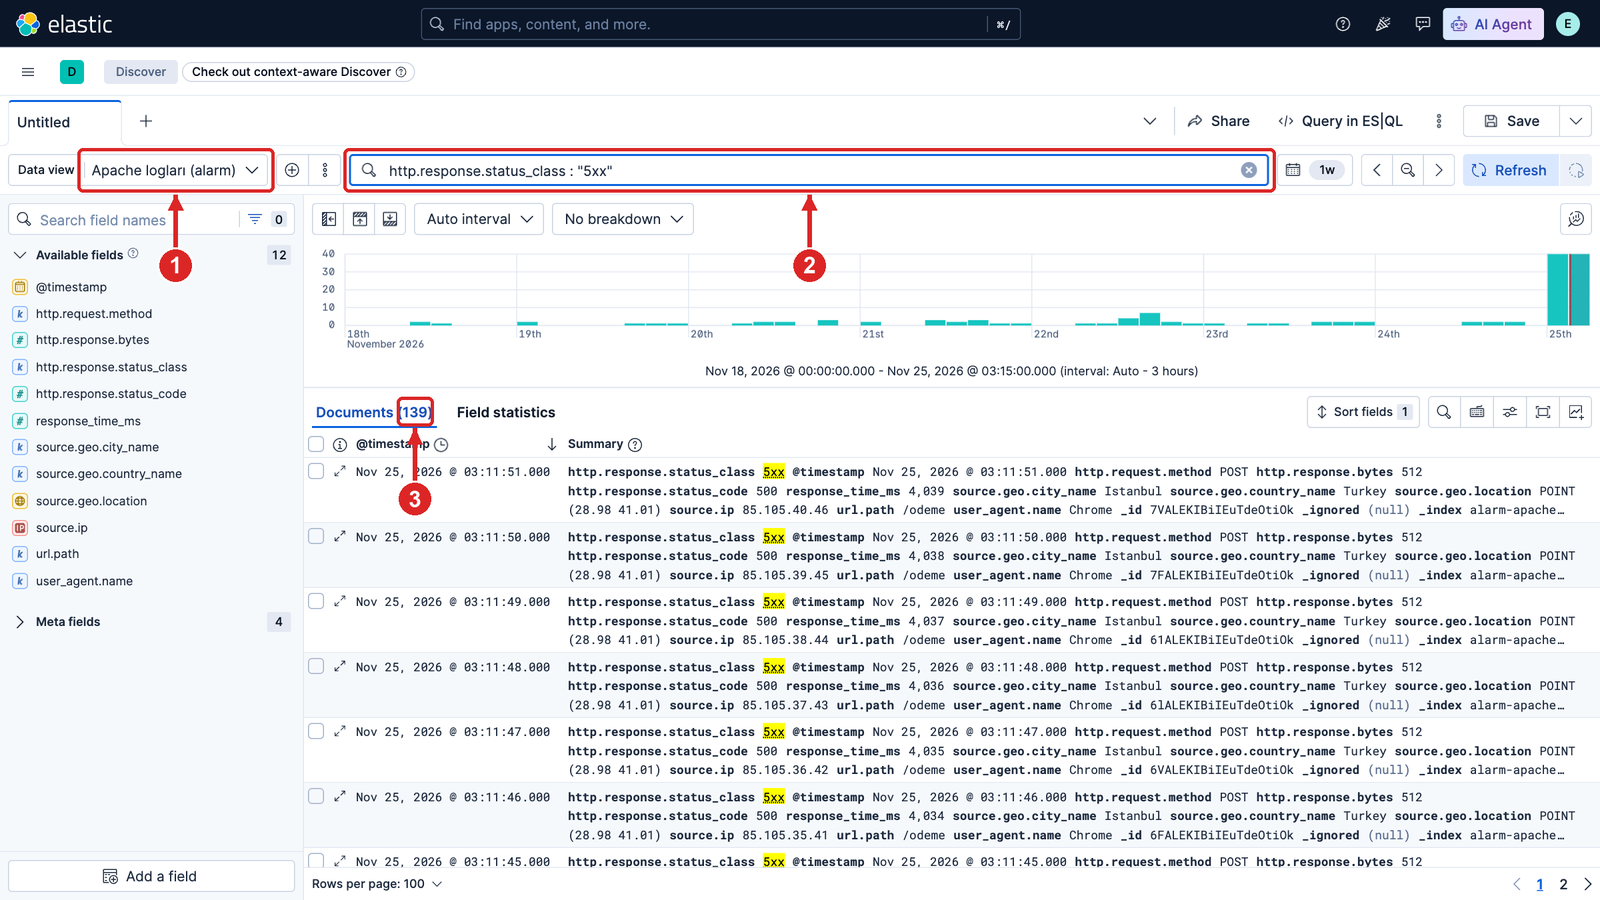 elastic
Find apps, content, and more.
⌘/
AI Agent
E
D
Discover
Check out context-aware Discover
Untitled
Share
Query in ES|QL
Save
Data view
Apache logları (alarm)
http.response.status_class : "5xx"
1w
Refresh
Search field names
0
Auto interval
No breakdown
Available fields
12
1
2
@timestamp
http.request.method
http.response.bytes
http.response.status_class
http.response.status_code
response_time_ms
source.geo.city_name
source.geo.country_name
source.geo.location
source.ip
url.path
user_agent.name
Meta fields
4
Add a field
40
30
20
10
0
18th
November 2026
19th
20th
21st
22nd
23rd
24th
25th
Nov 18, 2026 @ 00:00:00.000 - Nov 25, 2026 @ 03:15:00.000 (interval: Auto - 3 hours)
Documents (139)
Field statistics
Sort fields 1
@timestamp
Summary
3
Nov 25, 2026 @ 03:11:51.000
http.response.status_class 5xx @timestamp Nov 25, 2026 @ 03:11:51.000 http.request.method POST http.response.bytes 512
http.response.status_code 500 response_time_ms 4,039 source.geo.city_name Istanbul source.geo.country_name Turkey source.geo.location POINT
(28.98 41.01) source.ip 85.105.40.46 url.path /odeme user_agent.name Chrome _id 7VALEKIBiIEuTdeOtiOk _ignored (null) _index alarm-apache…
Nov 25, 2026 @ 03:11:50.000
http.response.status_class 5xx @timestamp Nov 25, 2026 @ 03:11:50.000 http.request.method POST http.response.bytes 512
http.response.status_code 500 response_time_ms 4,038 source.geo.city_name Istanbul source.geo.country_name Turkey source.geo.location POINT
(28.98 41.01) source.ip 85.105.39.45 url.path /odeme user_agent.name Chrome _id 7FALEKIBiIEuTdeOtiOk _ignored (null) _index alarm-apache…
Nov 25, 2026 @ 03:11:49.000
http.response.status_class 5xx @timestamp Nov 25, 2026 @ 03:11:49.000 http.request.method POST http.response.bytes 512
http.response.status_code 500 response_time_ms 4,037 source.geo.city_name Istanbul source.geo.country_name Turkey source.geo.location POINT
(28.98 41.01) source.ip 85.105.38.44 url.path /odeme user_agent.name Chrome _id 61ALEKIBiIEuTdeOtiOk _ignored (null) _index alarm-apache…
Nov 25, 2026 @ 03:11:48.000
http.response.status_class 5xx @timestamp Nov 25, 2026 @ 03:11:48.000 http.request.method POST http.response.bytes 512
http.response.status_code 500 response_time_ms 4,036 source.geo.city_name Istanbul source.geo.country_name Turkey source.geo.location POINT
(28.98 41.01) source.ip 85.105.37.43 url.path /odeme user_agent.name Chrome _id 6lALEKIBiIEuTdeOtiOk _ignored (null) _index alarm-apache…
Nov 25, 2026 @ 03:11:47.000
http.response.status_class 5xx @timestamp Nov 25, 2026 @ 03:11:47.000 http.request.method POST http.response.bytes 512
http.response.status_code 500 response_time_ms 4,035 source.geo.city_name Istanbul source.geo.country_name Turkey source.geo.location POINT
(28.98 41.01) source.ip 85.105.36.42 url.path /odeme user_agent.name Chrome _id 6VALEKIBiIEuTdeOtiOk _ignored (null) _index alarm-apache…
Nov 25, 2026 @ 03:11:46.000
http.response.status_class 5xx @timestamp Nov 25, 2026 @ 03:11:46.000 http.request.method POST http.response.bytes 512
http.response.status_code 500 response_time_ms 4,034 source.geo.city_name Istanbul source.geo.country_name Turkey source.geo.location POINT
(28.98 41.01) source.ip 85.105.35.41 url.path /odeme user_agent.name Chrome _id 6FALEKIBiIEuTdeOtiOk _ignored (null) _index alarm-apache…
Nov 25, 2026 @ 03:11:45.000
http.response.status_class 5xx @timestamp Nov 25, 2026 @ 03:11:45.000 http.request.method POST http.response.bytes 512
Rows per page: 100
1 2